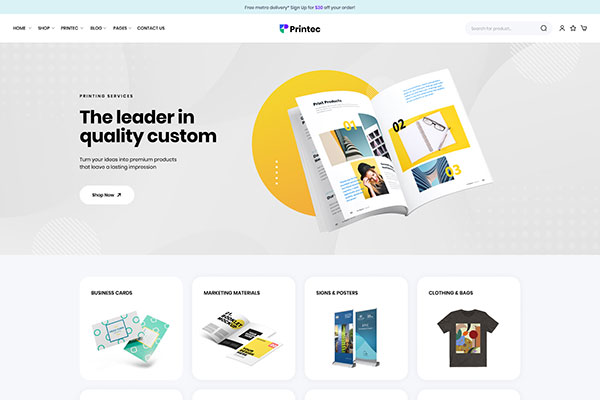 Free metro delivery* Sign Up for $20 off your order!
HOME SHOP PRINTEC BLOG PAGES CONTACT US
Printec
Search for product...
PRINTING SERVICES
The leader in
quality custom
Turn your ideas into premium products
that leave a lasting impression
Shop Now
Print Products
01
02
03
BUSINESS CARDS
MARKETING MATERIALS
SIGNS & POSTERS
CLOTHING & BAGS